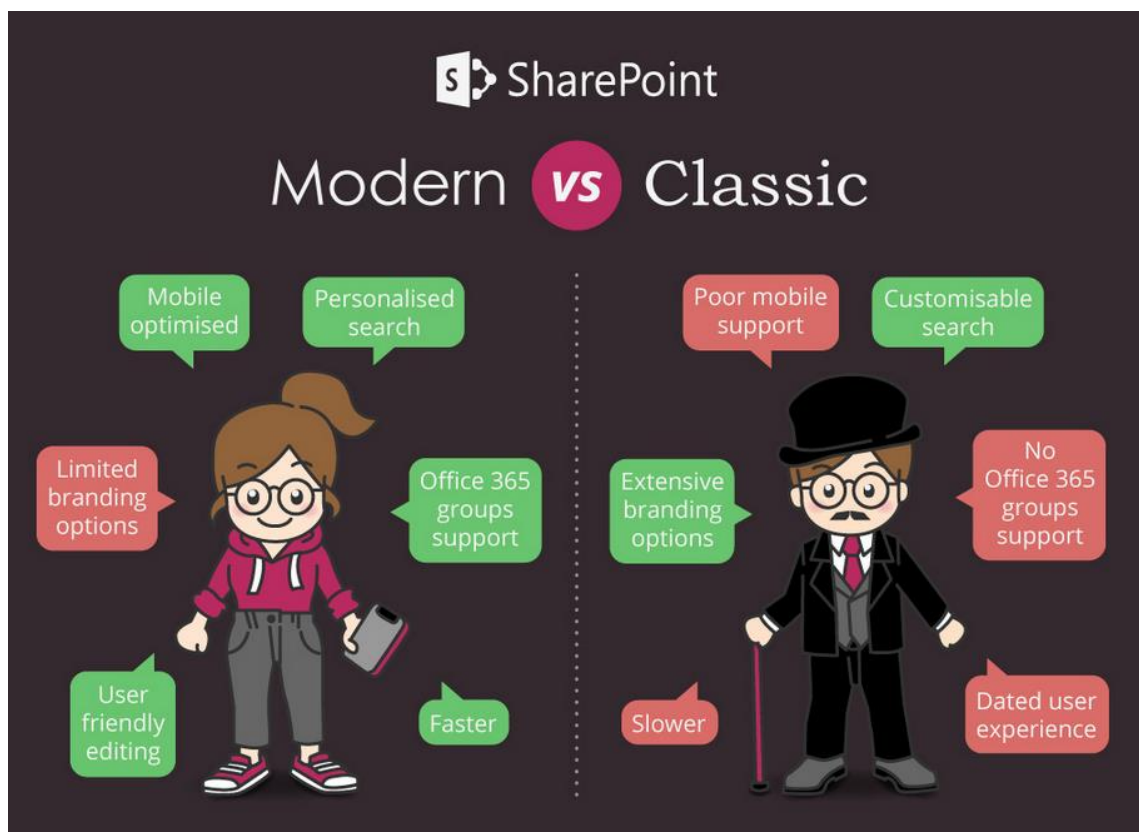 S SharePoint
Modern vs Classic
Mobile
optimised
Personalised
search
Limited
branding
options
Office 365
groups
support
User
friendly
editing
Faster
Poor mobile
support
Customisable
search
Extensive
branding
options
No
Office 365
groups
support
Slower
Dated user
experience